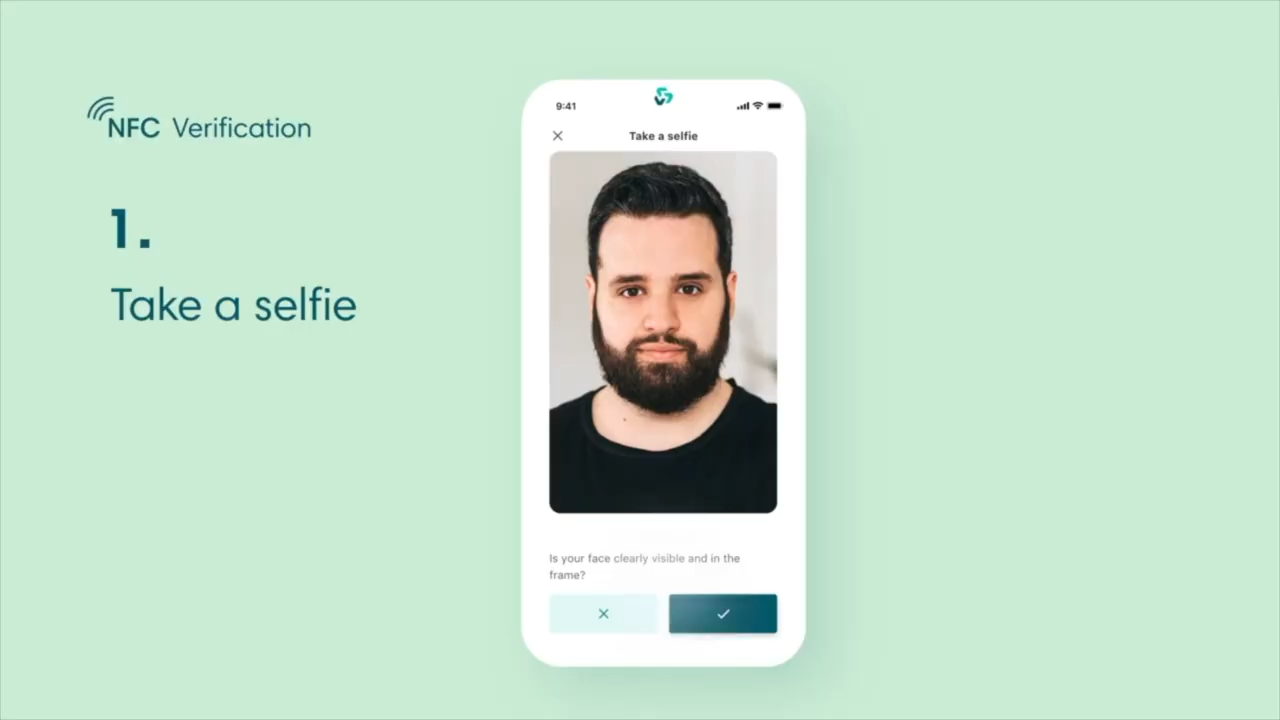 NFC Verification
1.
Take a selfie
9:41
Take a selfie
Is your face clearly visible and in the
frame?